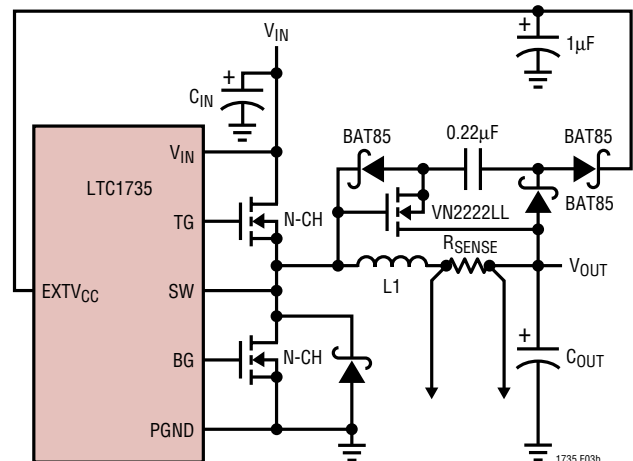 +
1µF
VIN
+
CIN
BAT85
0.22µF
BAT85
VIN
LTC1735
TG
N-CH
VN2222LL
BAT85
RSENSE
VOUT
L1
EXTVCC
SW
+
COUT
BG
N-CH
PGND
1735 F03b